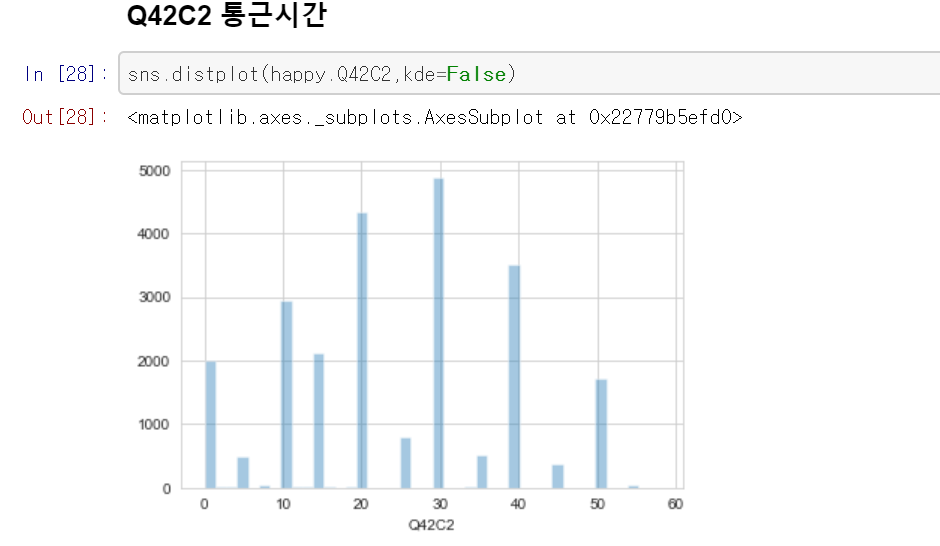 Q42C2 통근시간
In [28]: sns.distplot(happy.Q42C2,kde=False)
Out[28]: <matplotlib.axes._subplots.AxesSubplot at 0x22779b5efd0>
5000
4000
3000
2000
1000
0
0 10 20 30 40 50 60
Q42C2